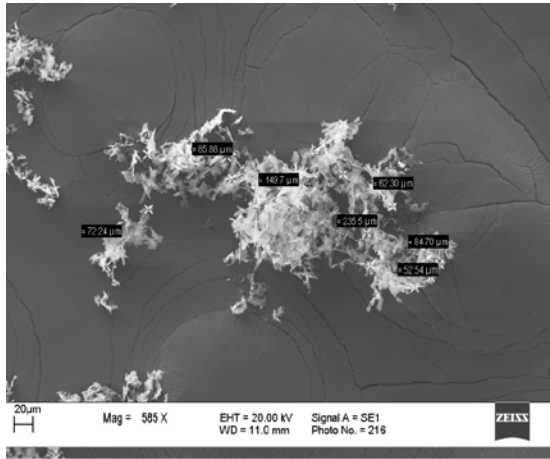 = 85.88 µm
= 149.7 µm
= 62.30 µm
= 235.5 µm
= 72.24 µm
= 84.70 µm
= 52.54 µm
20µm
Mag = 585 X
EHT = 20.00 kV
Signal A = SE1
WD = 11.0 mm
Photo No. = 216
ZEISS